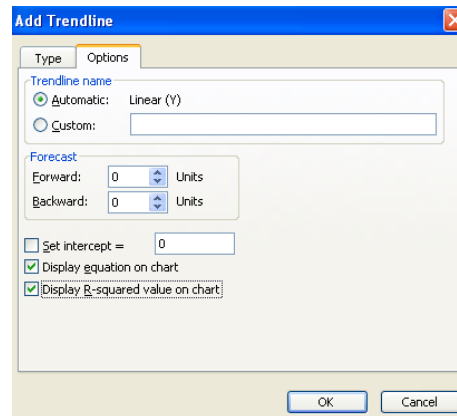 Add Trendline
Type Options
Trendline name
Automatic: Linear (Y)
Custom:
Forecast
Forward: 0 Units
Backward: 0 Units
Set intercept = 0
Display equation on chart
Display R-squared value on chart
OK Cancel